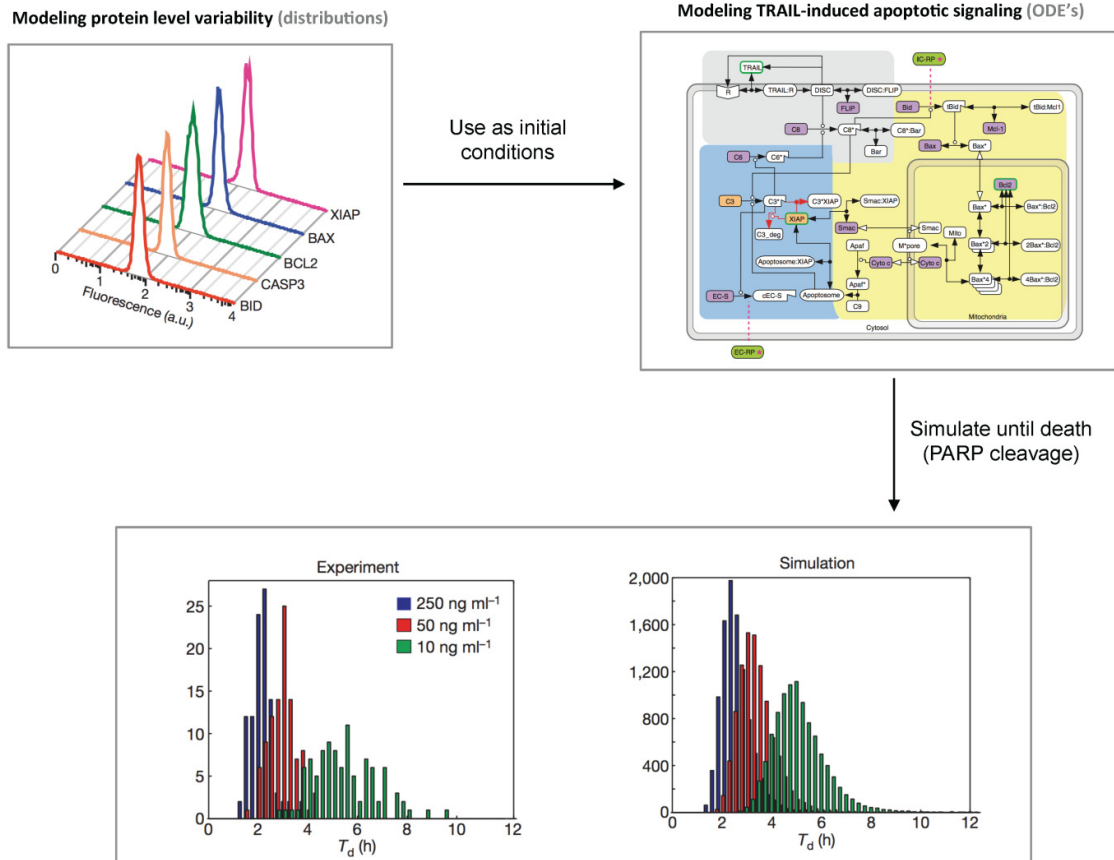 Modeling protein level variability (distributions)
XIAP
BAX
BCL2
CASP3
BID
0
1
2
3
4
Fluorescence (a.u.)
Use as initial
conditions
Modeling TRAIL-induced apoptotic signaling (ODE's)
IC-RP
TRAIL
R
TRAIL:R
DISC
DISC:FLIP
FLIP
Bid
tBid
tBid:Mcl1
Mcl-1
C8
C8*
C8*:Bar
Bar
Bax
Bax*
C6
C6*
Bcl2
C3
C3*
C3*XIAP
Smac:XIAP
XIAP
C3_deg
Smac
Smac
Mito
Bax*
Bax*:Bcl2
Apaf
M*pore
Bax*2
2Bax*:Bcl2
Apoptosome:XIAP
Cyto c
Cyto c
Apaf*
Bax*4
4Bax*:Bcl2
EC-S
cEC-S
Apoptosome
C9
Mitochondria
Cytosol
EC-RP
Simulate until death
(PARP cleavage)
Experiment
250 ng ml⁻¹
50 ng ml⁻¹
10 ng ml⁻¹
25
20
15
10
5
0
0 2 4 6 8 10 12
T_d (h)
Simulation
2,000
1,600
1,200
800
400
0
0 2 4 6 8 10 12
T_d (h)